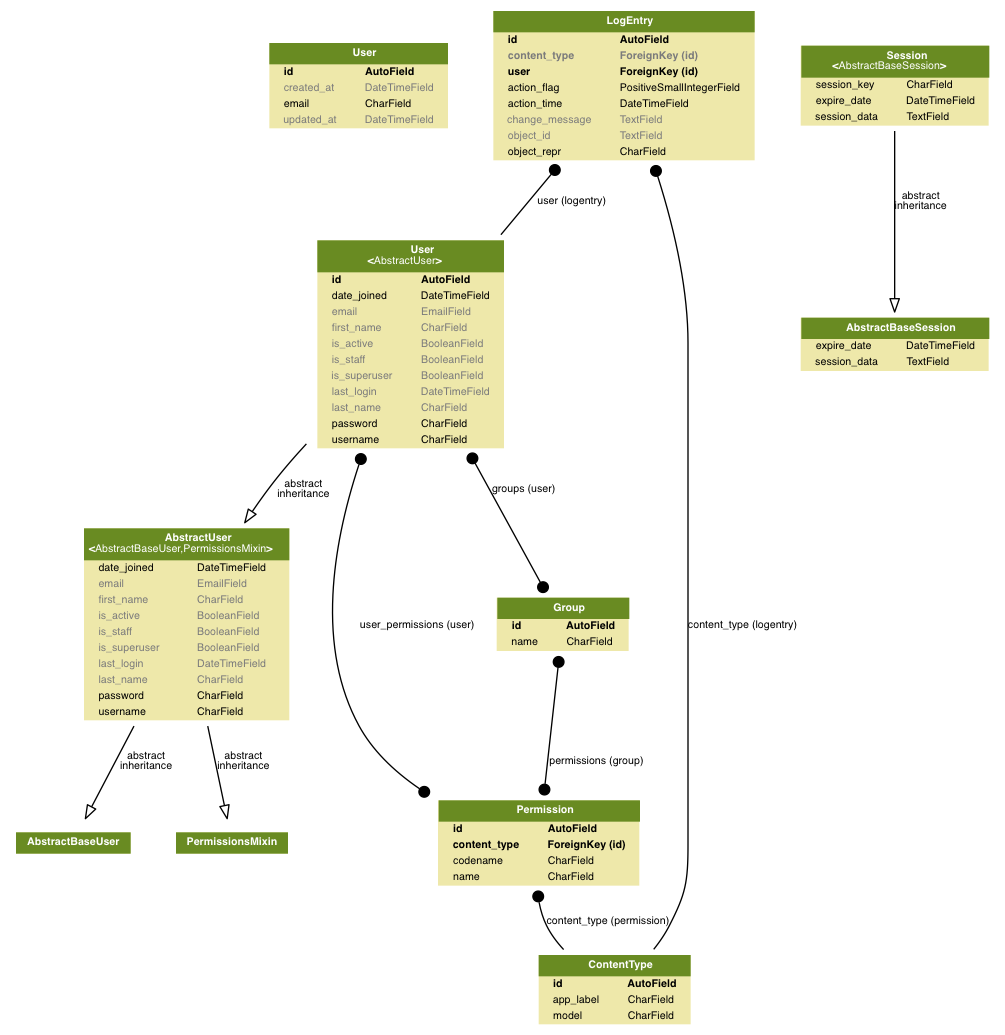 User
id AutoField
created_at DateTimeField
email CharField
updated_at DateTimeField
LogEntry
id AutoField
content_type ForeignKey (id)
user ForeignKey (id)
action_flag PositiveSmallIntegerField
action_time DateTimeField
change_message TextField
object_id TextField
object_repr CharField
Session
<AbstractBaseSession>
session_key CharField
expire_date DateTimeField
session_data TextField
user (logentry)
abstract
inheritance
User
<AbstractUser>
id AutoField
date_joined DateTimeField
email EmailField
first_name CharField
is_active BooleanField
is_staff BooleanField
is_superuser BooleanField
last_login DateTimeField
last_name CharField
password CharField
username CharField
AbstractBaseSession
expire_date DateTimeField
session_data TextField
abstract
inheritance
groups (user)
AbstractUser
<AbstractBaseUser,PermissionsMixin>
date_joined DateTimeField
email EmailField
first_name CharField
is_active BooleanField
is_staff BooleanField
is_superuser BooleanField
last_login DateTimeField
last_name CharField
password CharField
username CharField
user_permissions (user)
Group
id AutoField
name CharField
content_type (logentry)
abstract
inheritance
abstract
inheritance
permissions (group)
AbstractBaseUser
PermissionsMixin
Permission
id AutoField
content_type ForeignKey (id)
codename CharField
name CharField
content_type (permission)
ContentType
id AutoField
app_label CharField
model CharField